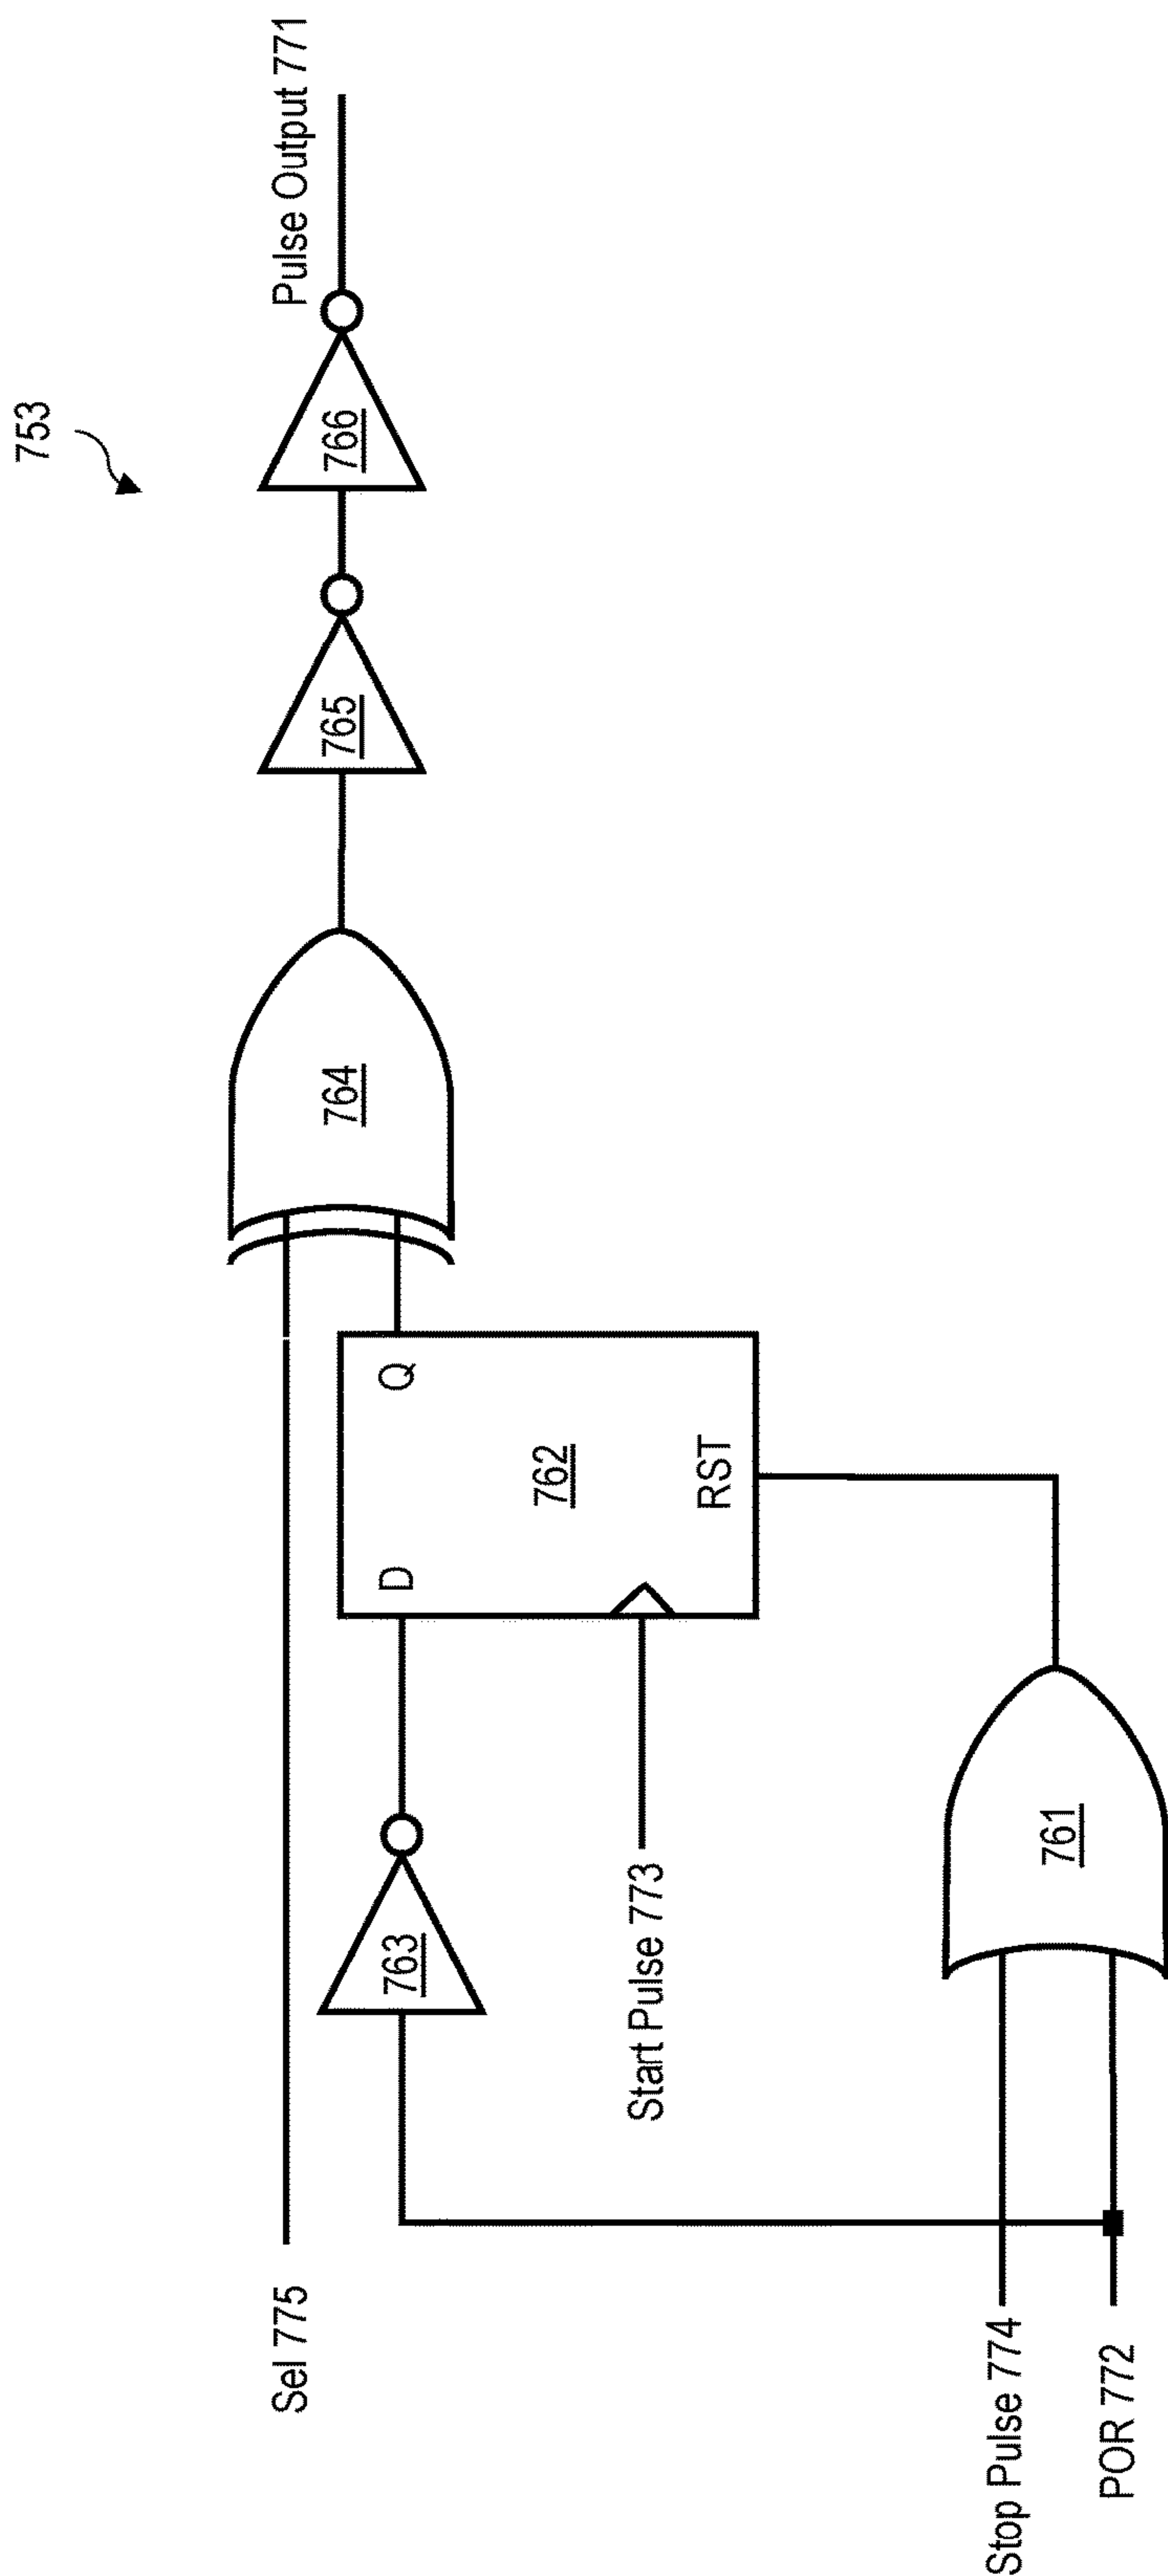 753
Pulse Output 771
766
765
764
Sel 775
D
Q
762
RST
763
Start Pulse 773
761
Stop Pulse 774
POR 772